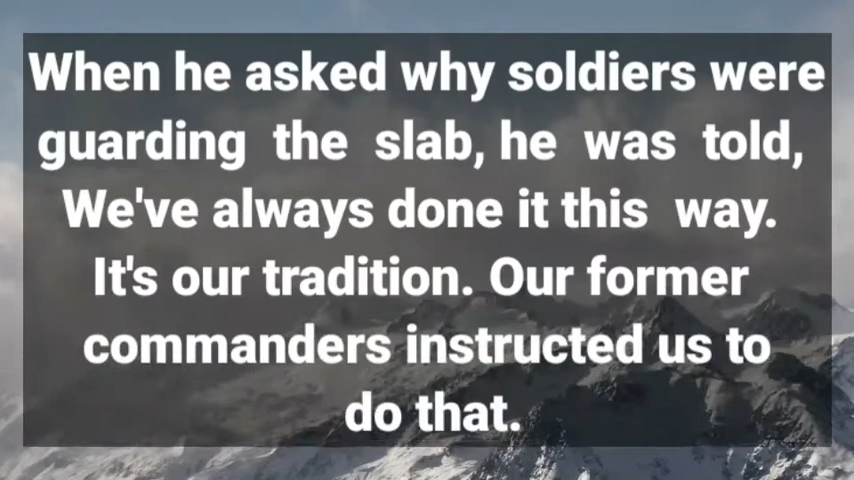 When he asked why soldiers were
guarding the slab, he was told,
We've always done it this way.
It's our tradition. Our former
commanders instructed us to
do that.